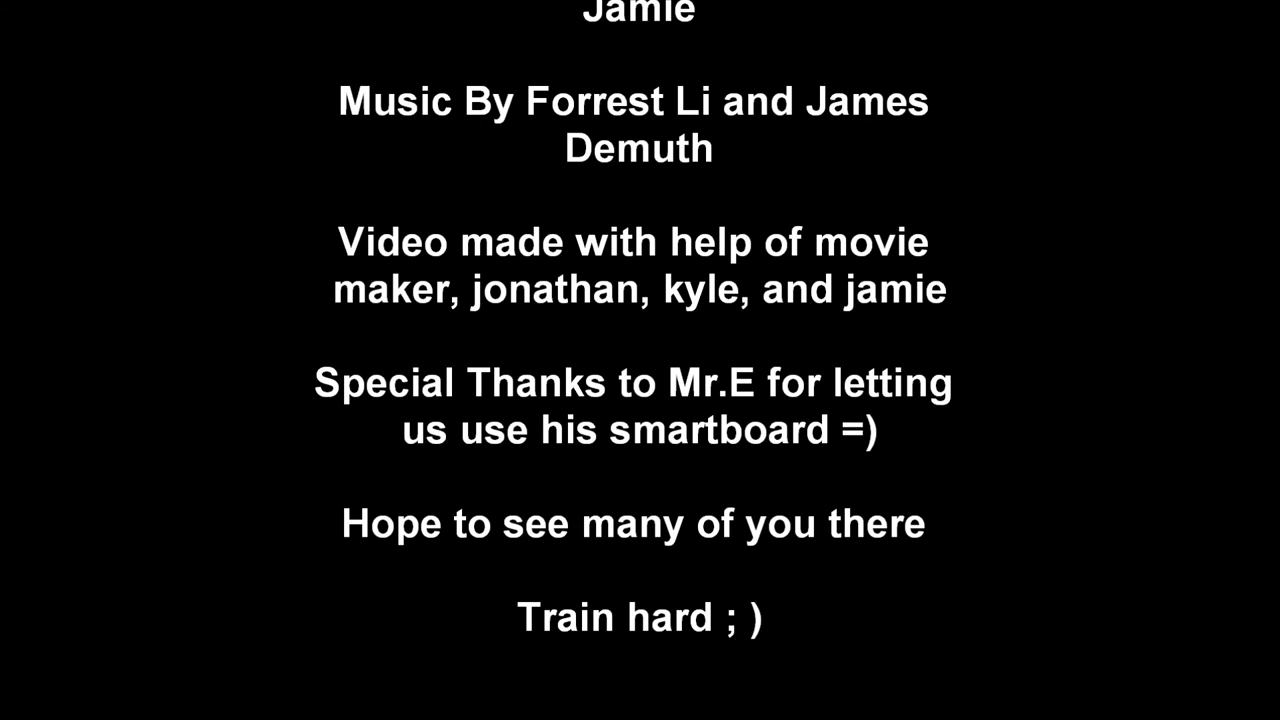 Jamie
Music By Forrest Li and James
Demuth
Video made with help of movie
maker, jonathan, kyle, and jamie
Special Thanks to Mr.E for letting
us use his smartboard =)
Hope to see many of you there
Train hard ; )